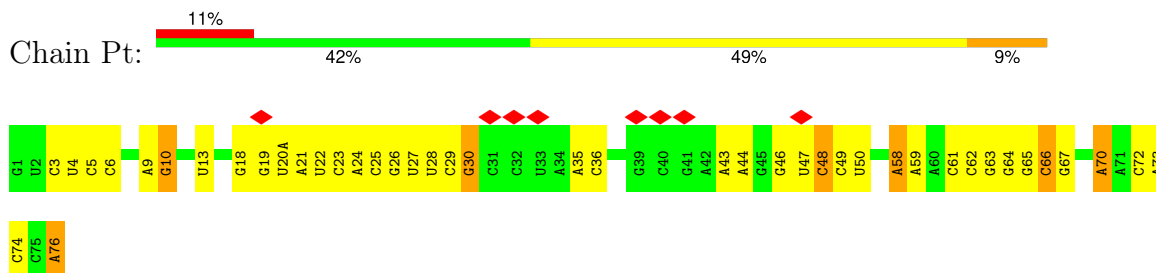 11%
Chain Pt:
42% 49% 9%
G1 U2 C3 U4 C5 C6 A9 G10 U13 G18 G19 U20A A21 U22 C23 A24 C25 G26 U27 U28 C29 G30 C31 C32 U33 A34 A35 C36 G39 C40 G41 A42 A43 A44 G45 G46 U47 C48 C49 U50 A58 A59 A60 C61 C62 G63 G64 G65 C66 G67 A70 A71 C72
C74 C75 A76